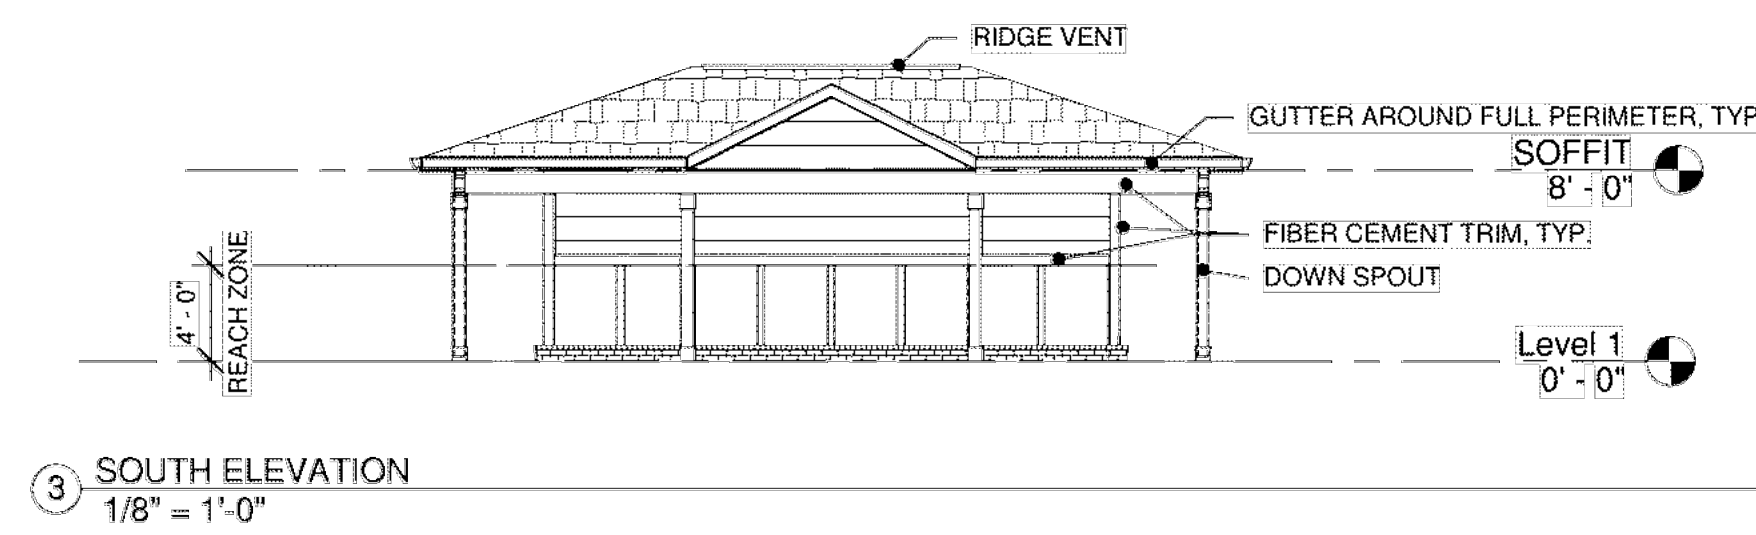 RIDGE VENT
GUTTER AROUND FULL PERIMETER, TYP
SOFFIT
8' - 0"
FIBER CEMENT TRIM, TYP.
DOWN SPOUT
4' - 0"
REACH ZONE
Level 1
0' - 0"
3
SOUTH ELEVATION
1/8" = 1'-0"